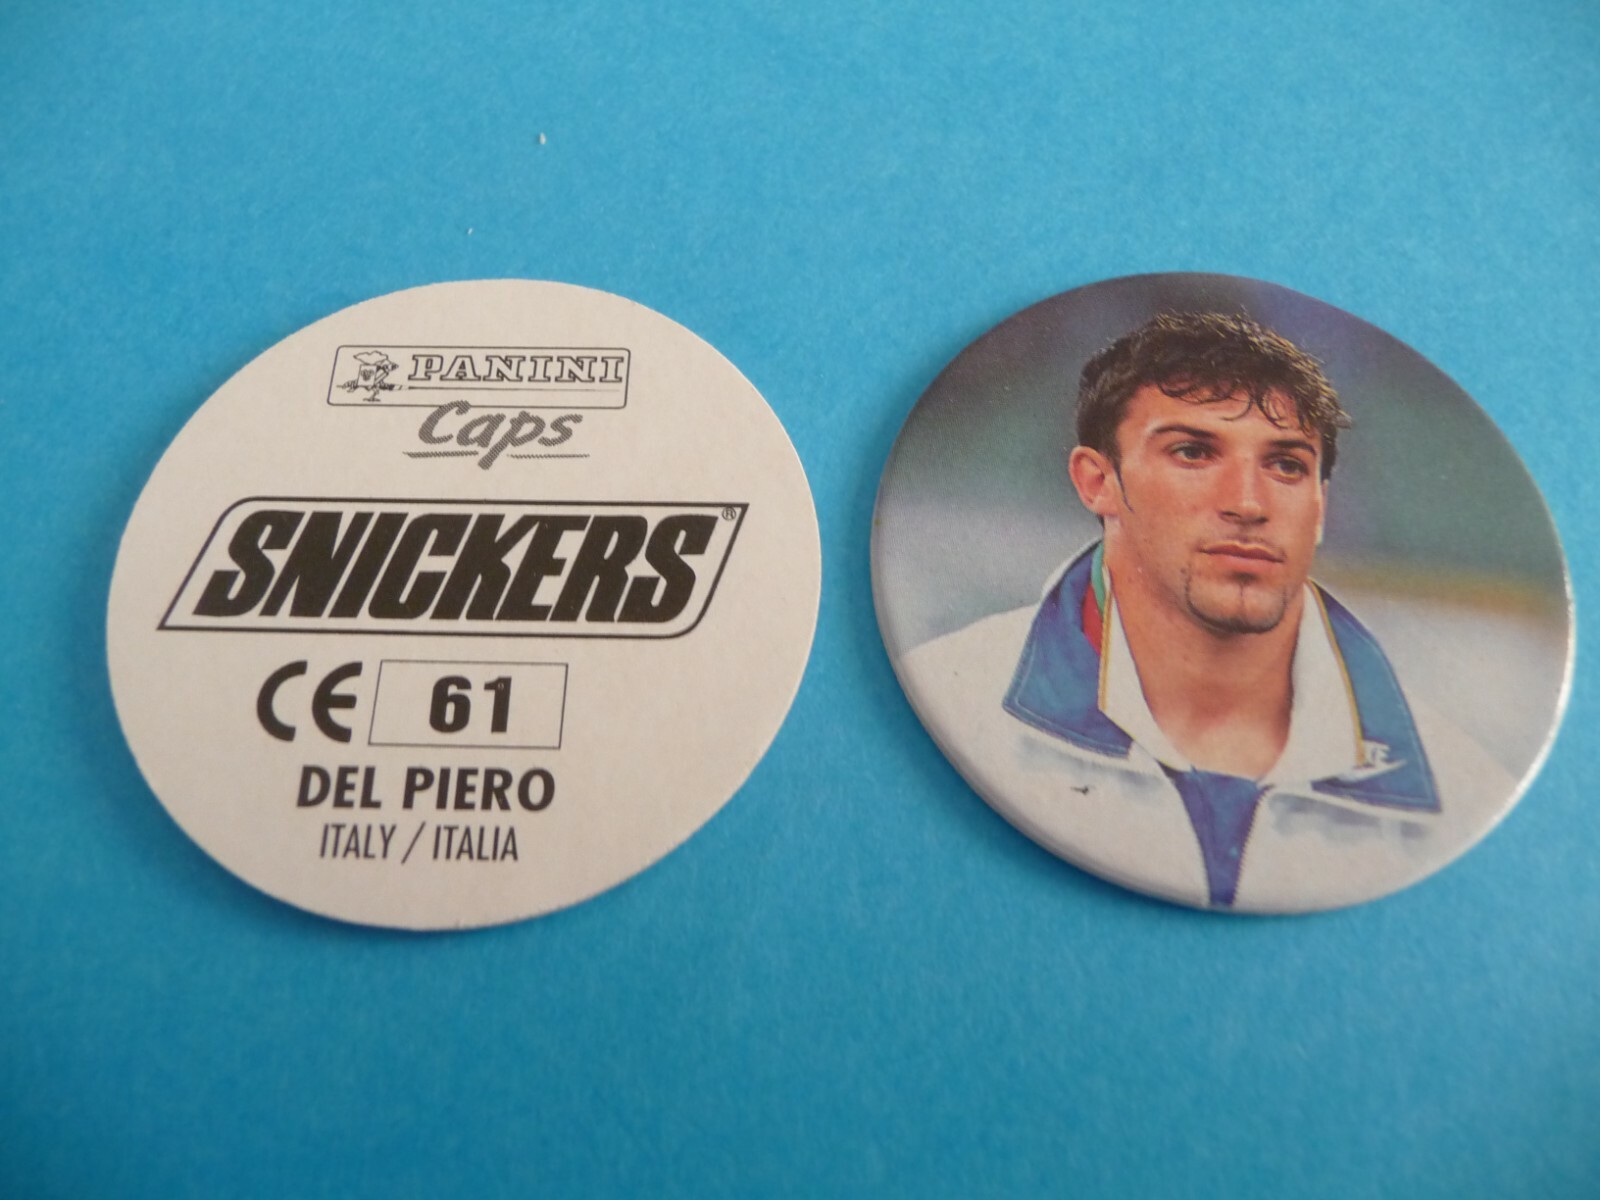 PANINI
Caps
SNICKERS®
CE 61
DEL PIERO
ITALY / ITALIA